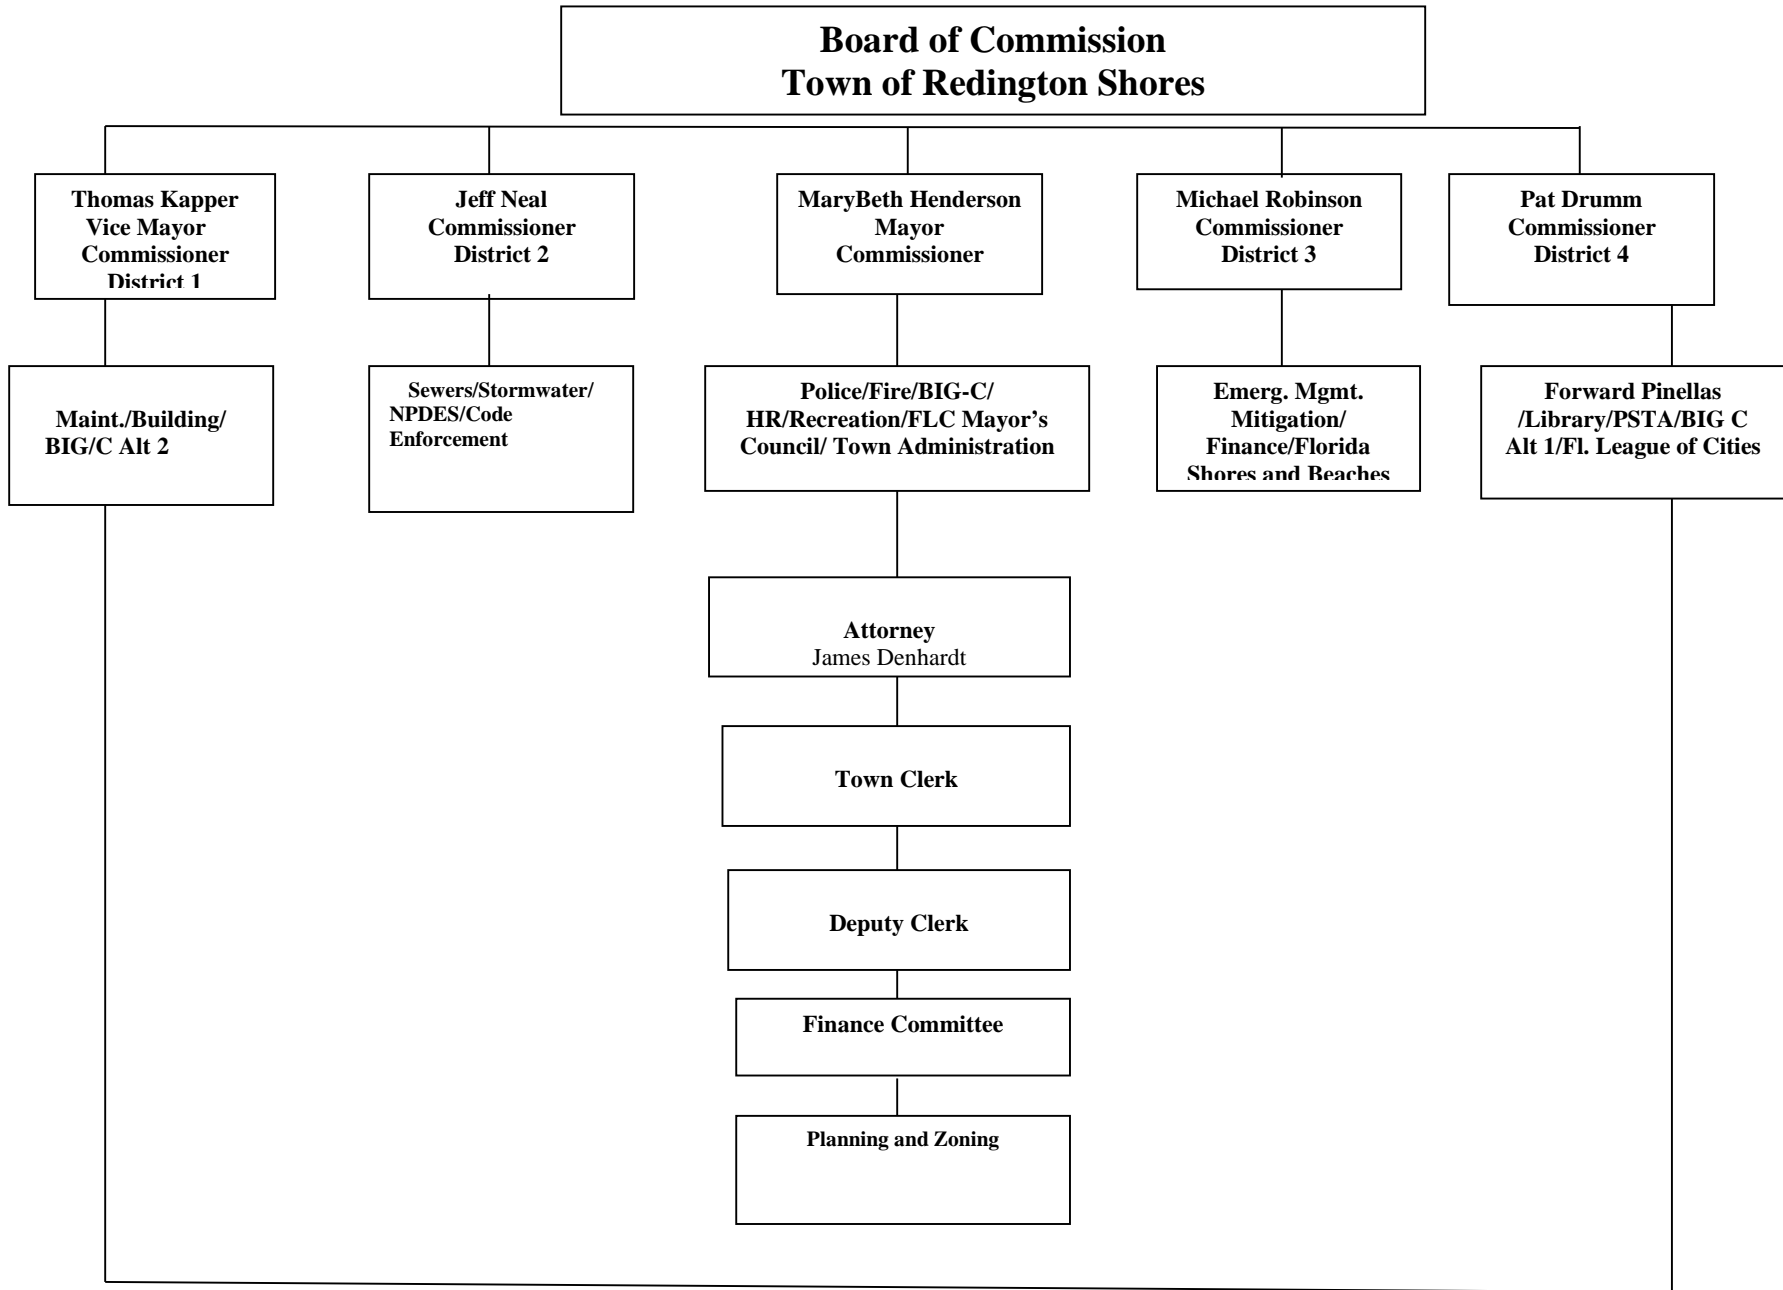 Board of Commission
Town of Redington Shores
Thomas Kapper
Vice Mayor
Commissioner
District 1
Jeff Neal
Commissioner
District 2
MaryBeth Henderson
Mayor
Commissioner
Michael Robinson
Commissioner
District 3
Pat Drumm
Commissioner
District 4
Maint./Building/
BIG/C Alt 2
Sewers/Stormwater/
NPDES/Code
Enforcement
Police/Fire/BIG-C/
HR/Recreation/FLC Mayor’s
Council/ Town Administration
Emerg. Mgmt.
Mitigation/
Finance/Florida
Shores and Beaches
Forward Pinellas
/Library/PSTA/BIG C
Alt 1/Fl. League of Cities
Attorney
James Denhardt
Town Clerk
Deputy Clerk
Finance Committee
Planning and Zoning